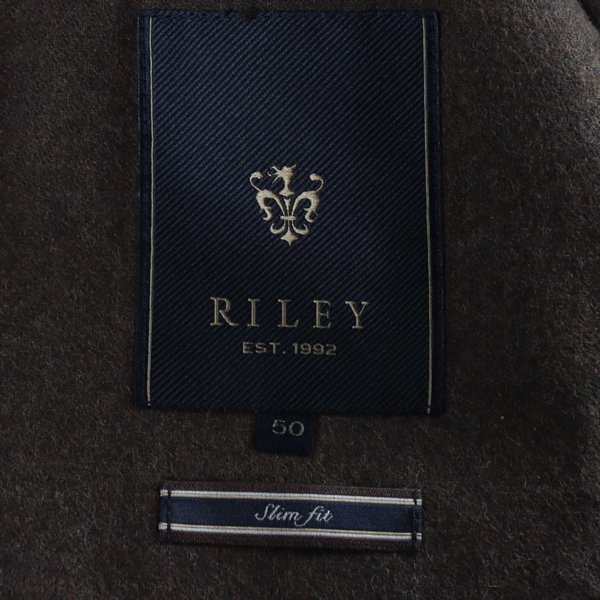 RILEY
EST. 1992
50
Slim fit